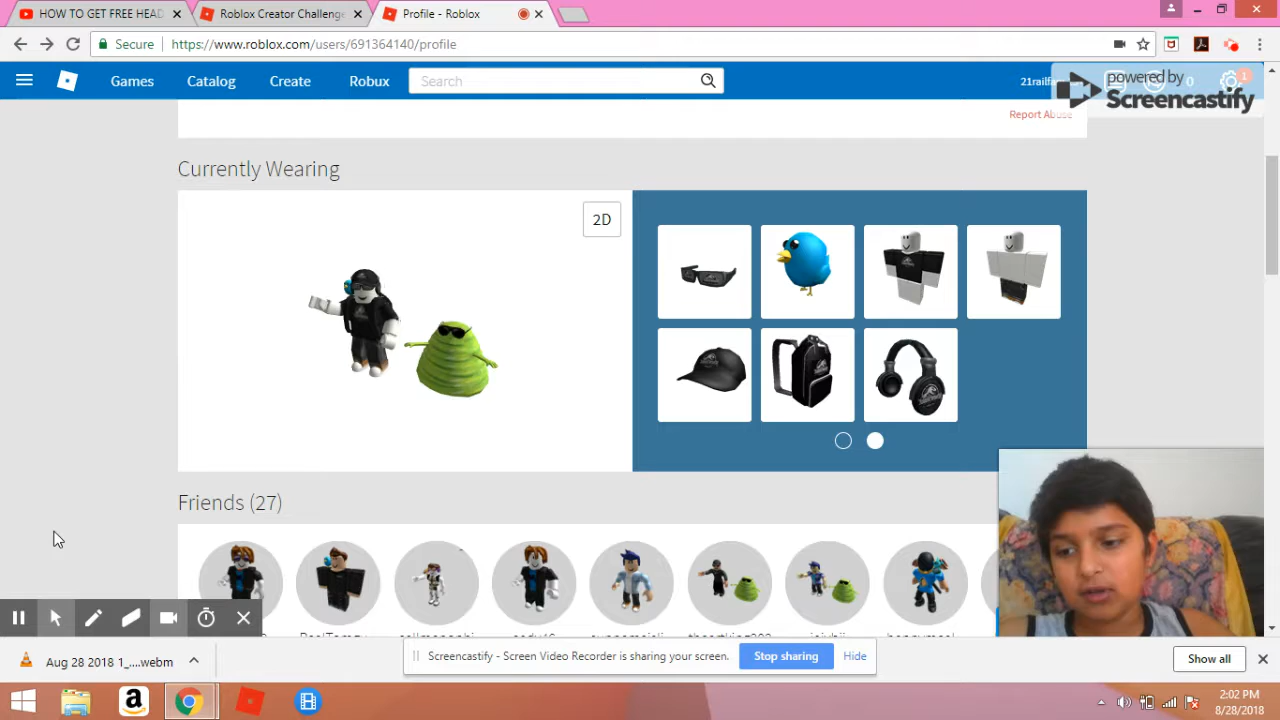 HOW TO GET FREE HEAD
Roblox Creator Challenge
Profile - Roblox
Secure
https://www.roblox.com/users/691364140/profile
Games
Catalog
Create
Robux
Search
0
1
powered by
Screencastify
Report Abuse
Currently Wearing
2D
Friends (27)
Aug 28 2018 1_....webm
Screencastify - Screen Video Recorder is sharing your screen.
Stop sharing
Hide
Show all
2:02 PM
8/28/2018